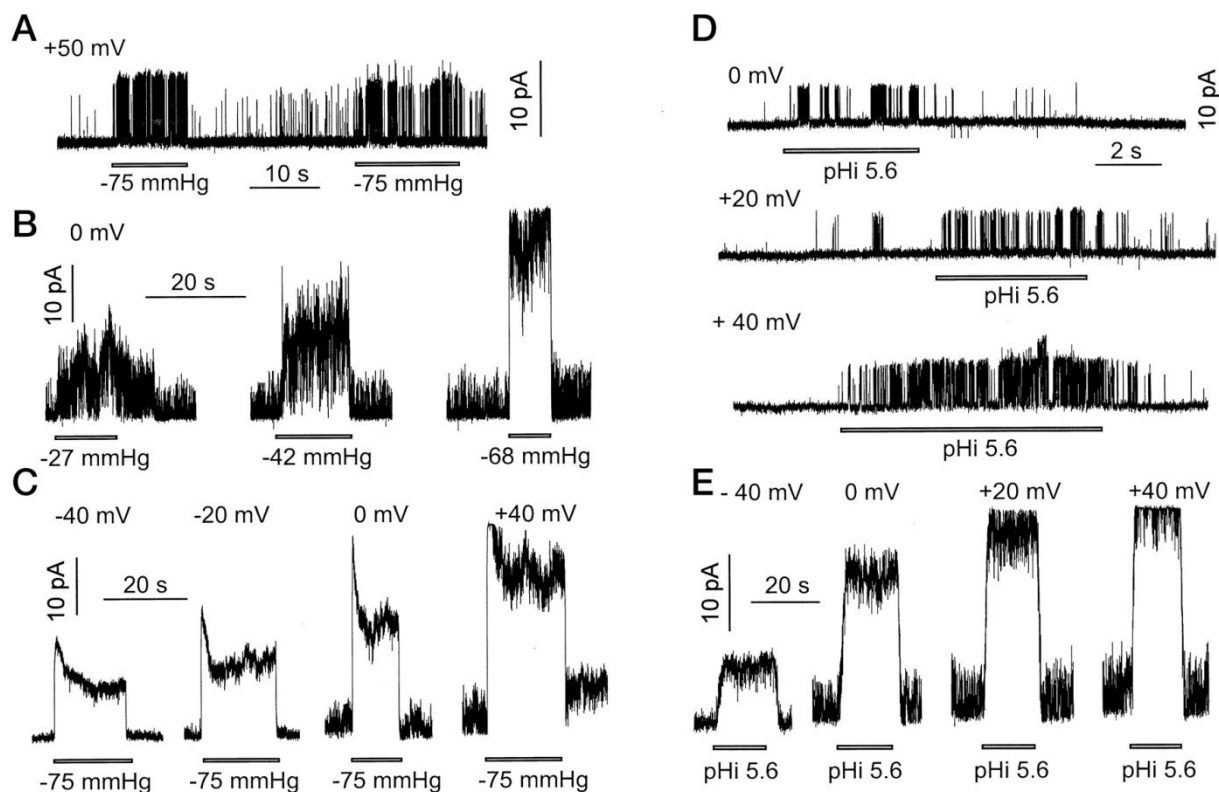 A
+50 mV
10 pA
-75 mmHg
10 s
-75 mmHg
B
0 mV
10 pA
20 s
-27 mmHg
-42 mmHg
-68 mmHg
C
-40 mV
-20 mV
0 mV
+40 mV
10 pA
20 s
-75 mmHg
-75 mmHg
-75 mmHg
-75 mmHg
D
0 mV
10 pA
pHi 5.6
2 s
+20 mV
pHi 5.6
+ 40 mV
pHi 5.6
E
- 40 mV
0 mV
+20 mV
+40 mV
10 pA
20 s
pHi 5.6
pHi 5.6
pHi 5.6
pHi 5.6